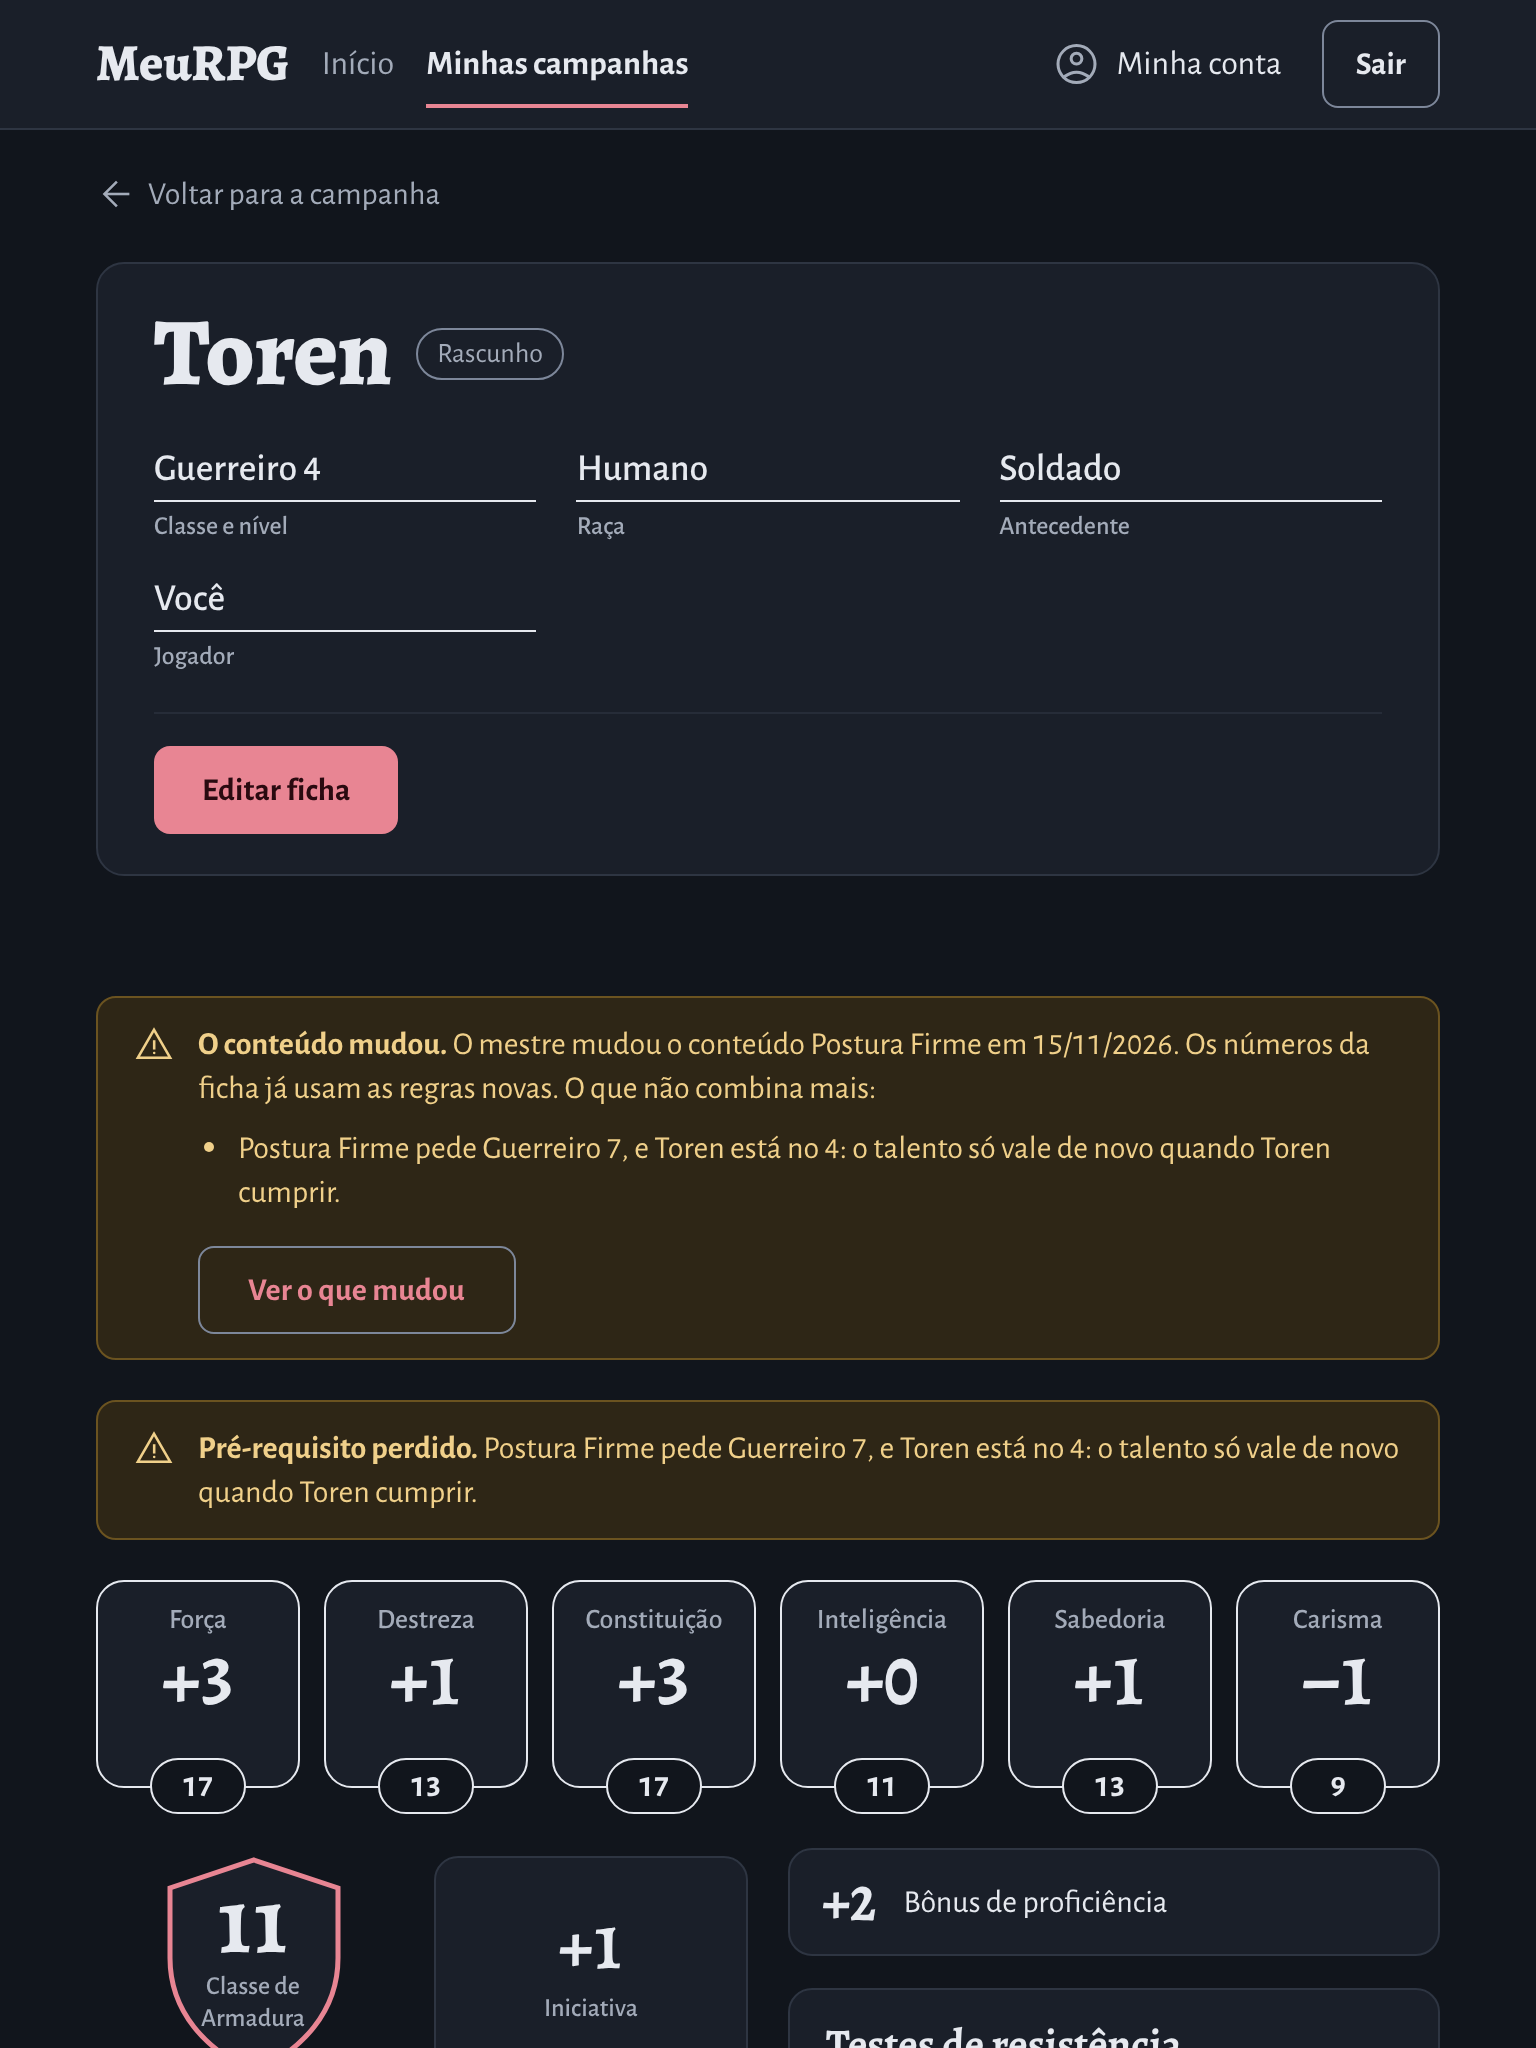 MeuRPG Início Minhas campanhas Minha conta Sair
Voltar para a campanha
Toren Rascunho
Guerreiro 4 Humano Soldado
Classe e nível Raça Antecedente
Você
Jogador
Editar ficha
O conteúdo mudou. O mestre mudou o conteúdo Postura Firme em 15/11/2026. Os números da
ficha já usam as regras novas. O que não combina mais:
• Postura Firme pede Guerreiro 7, e Toren está no 4: o talento só vale de novo quando Toren
cumprir.
Ver o que mudou
Pré-requisito perdido. Postura Firme pede Guerreiro 7, e Toren está no 4: o talento só vale de novo
quando Toren cumprir.
Força Destreza Constituição Inteligência Sabedoria Carisma
+3 +1 +3 +0 +1 −1
17 13 17 11 13 9
11
Classe de
Armadura
+1
Iniciativa
+2 Bônus de proficiência
Testes de resistência